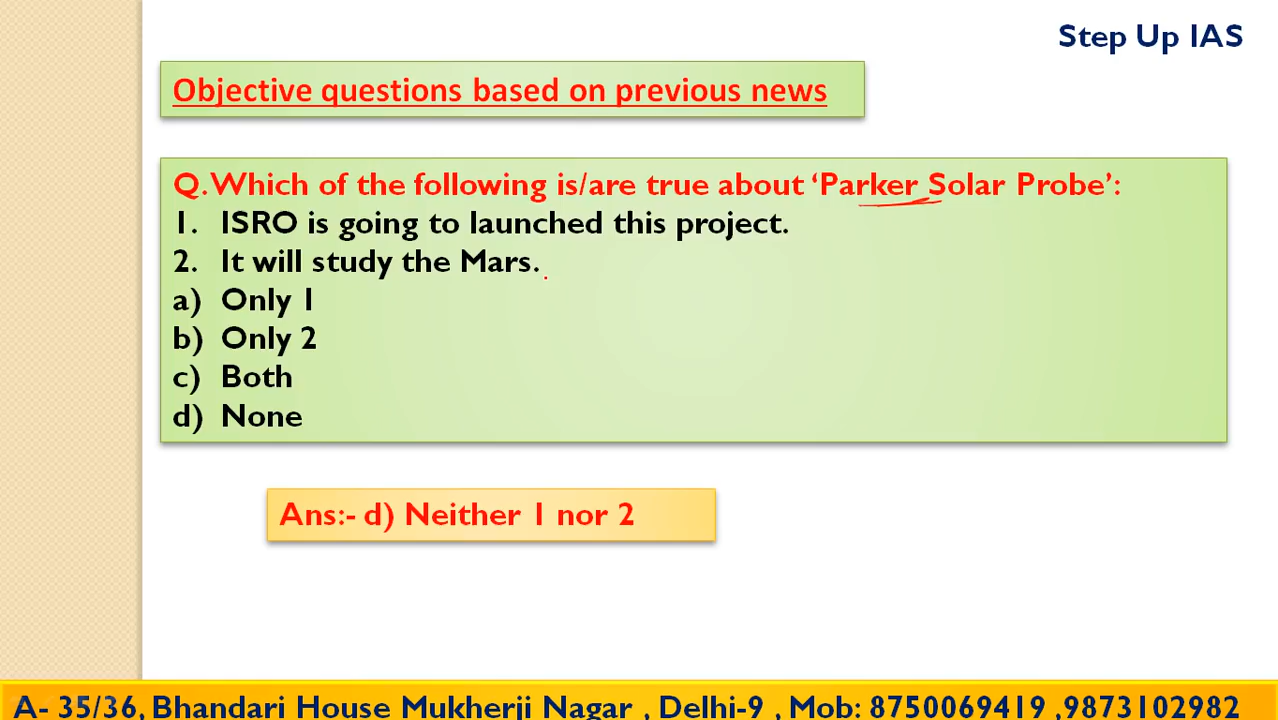 Step Up IAS
Objective questions based on previous news
Q. Which of the following is/are true about ‘Parker Solar Probe’:
1. ISRO is going to launched this project.
2. It will study the Mars.
a) Only 1
b) Only 2
c) Both
d) None
Ans:- d) Neither 1 nor 2
A- 35/36, Bhandari House Mukherji Nagar , Delhi-9 , Mob: 8750069419 ,9873102982